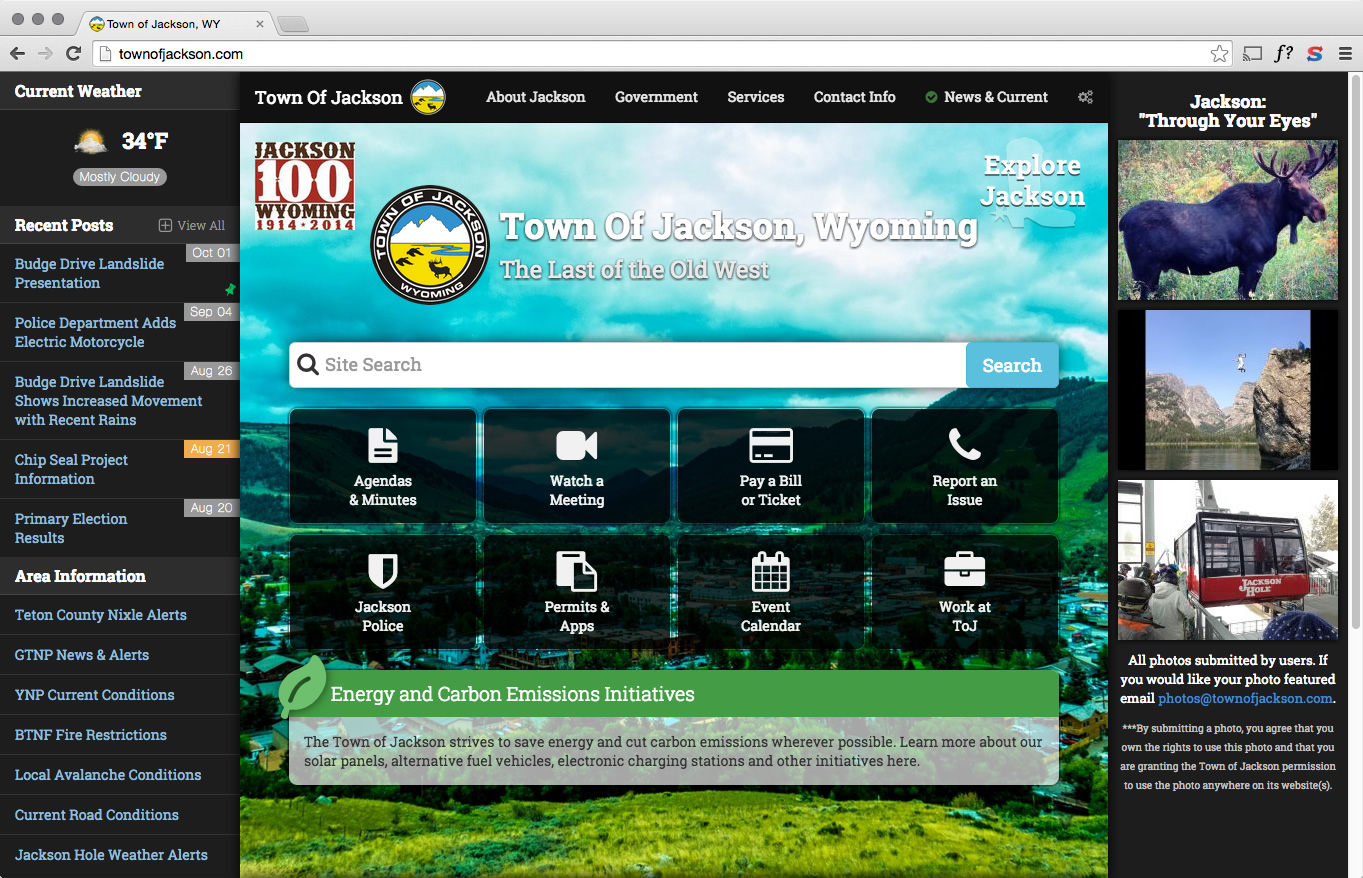 Town of Jackson, WY
townofjackson.com
f?
Current Weather
34°F
Mostly Cloudy
Recent Posts
View All
Oct 01
Budge Drive Landslide
Presentation
Sep 04
Police Department Adds
Electric Motorcycle
Aug 26
Budge Drive Landslide
Shows Increased Movement
with Recent Rains
Aug 21
Chip Seal Project
Information
Aug 20
Primary Election
Results
Area Information
Teton County Nixle Alerts
GTNP News & Alerts
YNP Current Conditions
BTNF Fire Restrictions
Local Avalanche Conditions
Current Road Conditions
Jackson Hole Weather Alerts
Town Of Jackson
About Jackson
Government
Services
Contact Info
News & Current
JACKSON
100
WYOMING
1914★2014
TOWN OF JACKSON
WYOMING
Town Of Jackson, Wyoming
The Last of the Old West
Explore
Jackson
Site Search
Search
Agendas
& Minutes
Watch a
Meeting
Pay a Bill
or Ticket
Report an
Issue
Jackson
Police
Permits &
Apps
Event
Calendar
Work at
ToJ
Energy and Carbon Emissions Initiatives
The Town of Jackson strives to save energy and cut carbon emissions wherever possible. Learn more about our
solar panels, alternative fuel vehicles, electronic charging stations and other initiatives here.
Jackson:
"Through Your Eyes"
JACKSON
HOLE
All photos submitted by users. If
you would like your photo featured
email photos@townofjackson.com.
***By submitting a photo, you agree that you
own the rights to use this photo and that you
are granting the Town of Jackson permission
to use the photo anywhere on its website(s).